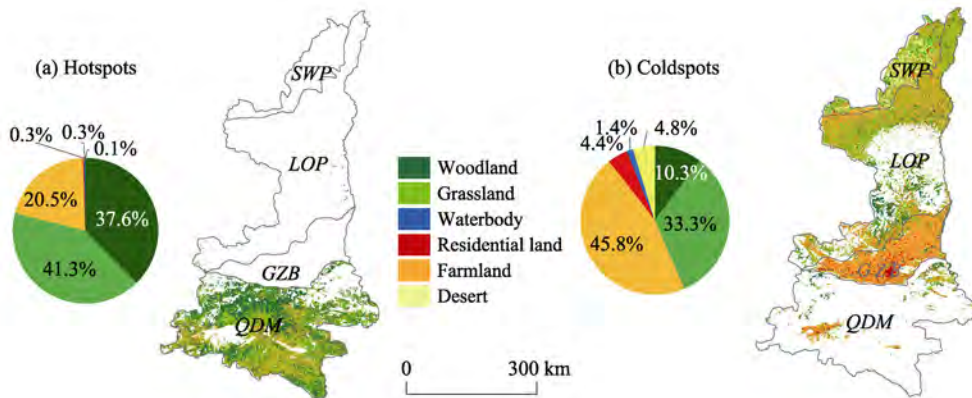 (a) Hotspots
0.3%
0.3%
0.1%
20.5%
37.6%
41.3%
SWP
LOP
GZB
QDM
Woodland
Grassland
Waterbody
Residential land
Farmland
Desert
0
300 km
(b) Coldspots
1.4%
4.8%
4.4%
10.3%
45.8%
33.3%
SWP
LOP
GZB
QDM